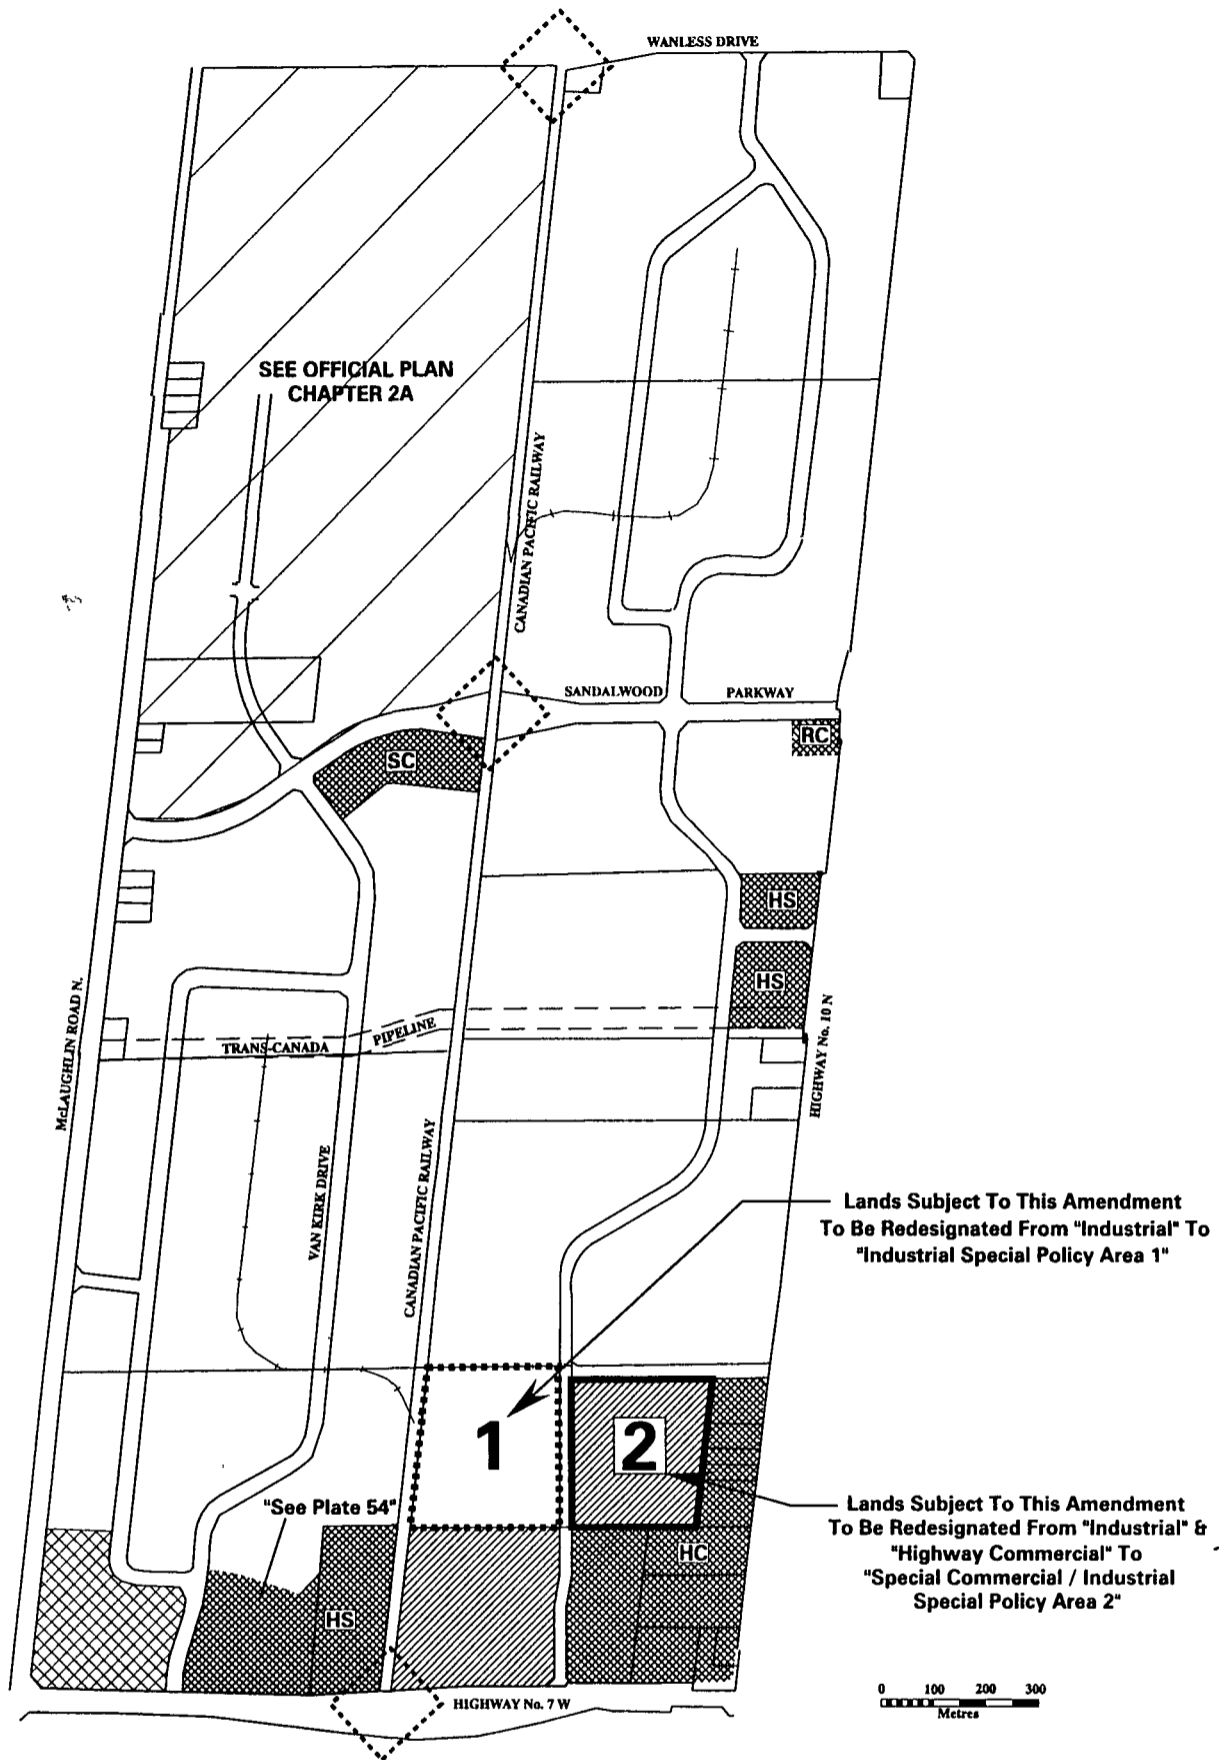 WANLESS DRIVE
SEE OFFICIAL PLAN
CHAPTER 2A
CANADIAN PACIFIC RAILWAY
SANDALWOOD PARKWAY
RC
SC
HS
HS
McLAUGHLIN ROAD N.
HIGHWAY No. 10 N
TRANS-CANADA PIPELINE
VAN KIRK DRIVE
CANADIAN PACIFIC RAILWAY
Lands Subject To This Amendment
To Be Redesignated From "Industrial" To
"Industrial Special Policy Area 1"
1
2
"See Plate 54"
Lands Subject To This Amendment
To Be Redesignated From "Industrial" &
"Highway Commercial" To
"Special Commercial / Industrial
Special Policy Area 2"
HC
HS
HIGHWAY No. 7 W
0 100 200 300
Metres